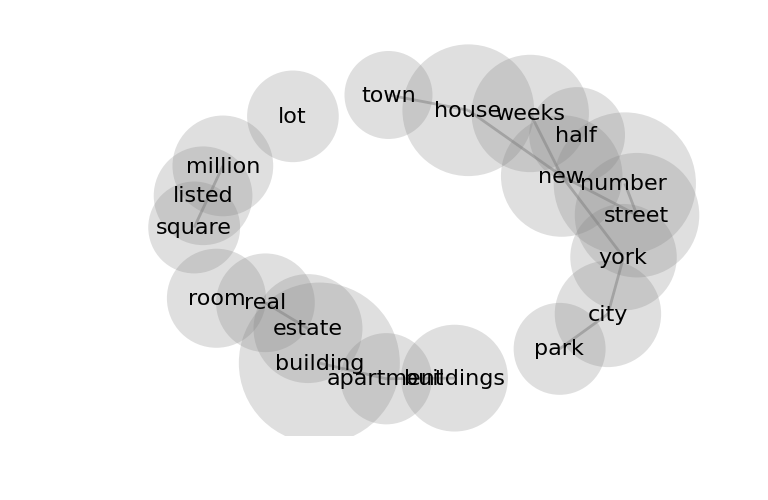 town
house
weeks
lot
half
million
new
number
listed
street
square
york
room
real
city
estate
park
building
apartment
buildings